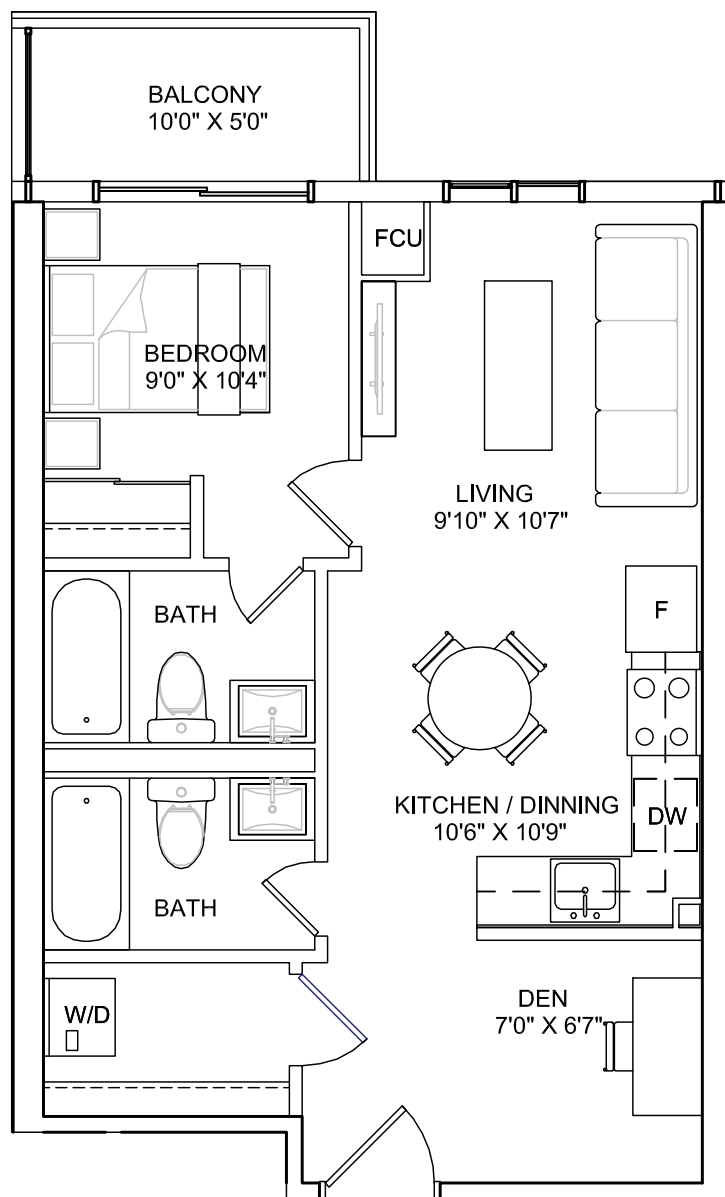 BALCONY
10'0" X 5'0"
FCU
BEDROOM
9'0" X 10'4"
LIVING
9'10" X 10'7"
F
BATH
KITCHEN / DINNING
10'6" X 10'9"
DW
BATH
DEN
7'0" X 6'7"
W/D